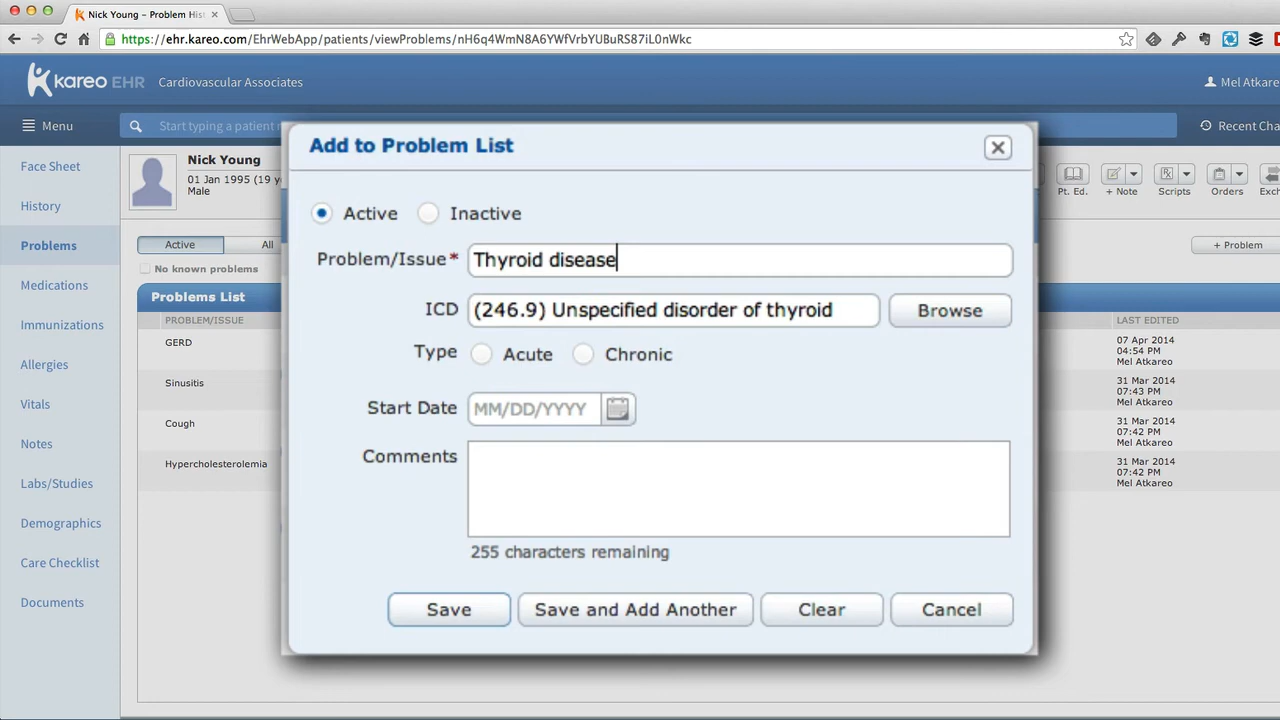 Nick Young – Problem His
https://ehr.kareo.com/EhrWebApp/patients/viewProblems/nH6q4WmN8A6YWfVrbYUBuRS87iL0nWkc
kareo EHR Cardiovascular Associates
Mel Atkare
Menu
Start typing a patient
Recent Cha
Face Sheet
History
Problems
Medications
Immunizations
Allergies
Vitals
Notes
Labs/Studies
Demographics
Care Checklist
Documents
Nick Young
01 Jan 1995 (19 y
Male
Pt. Ed.
+ Note
Scripts
Orders
Exch
Active
All
+ Problem
No known problems
Problems List
PROBLEM/ISSUE
LAST EDITED
GERD
07 Apr 2014
04:54 PM
Mel Atkareo
Sinusitis
31 Mar 2014
07:43 PM
Mel Atkareo
Cough
31 Mar 2014
07:42 PM
Mel Atkareo
Hypercholesterolemia
31 Mar 2014
07:42 PM
Mel Atkareo
Add to Problem List
Active
Inactive
Problem/Issue* Thyroid disease
ICD (246.9) Unspecified disorder of thyroid Browse
Type Acute Chronic
Start Date MM/DD/YYYY
Comments
255 characters remaining
Save
Save and Add Another
Clear
Cancel